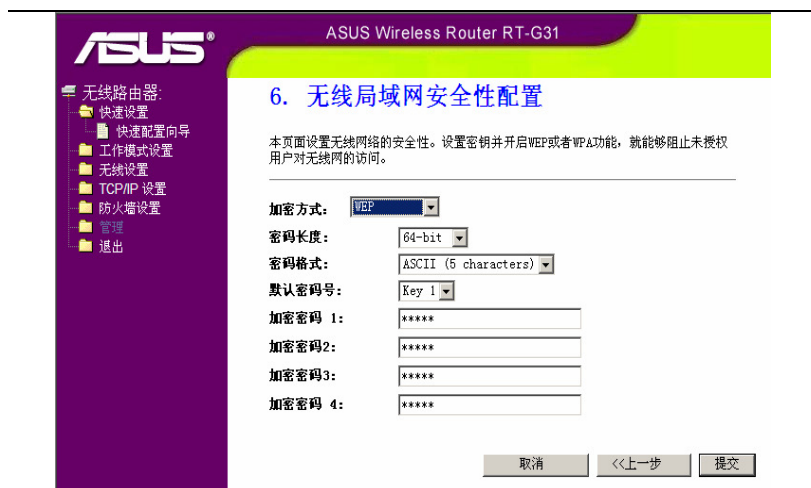 ASUS®
ASUS Wireless Router RT-G31
无线路由器:
快速设置
快速配置向导
工作模式设置
无线设置
TCP/IP 设置
防火墙设置
管理
退出
6. 无线局域网安全性配置
本页面设置无线网络的安全性。设置密钥并开启WEP或者WPA功能，就能够阻止未授权
用户对无线网的访问。
加密方式： WEP
密码长度： 64-bit
密码格式： ASCII (5 characters)
默认密码号： Key 1
加密密码 1： *****
加密密码2： *****
加密密码3： *****
加密密码 4： *****
取消 <<上一步 提交